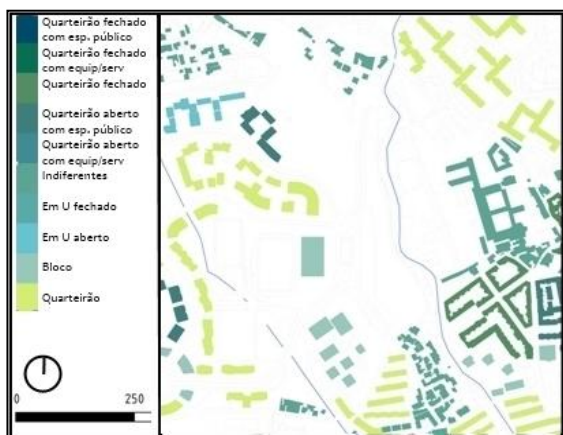 Quarteirão fechado
com esp. público
Quarteirão fechado
com equip/serv
Quarteirão fechado
Quarteirão aberto
com esp. público
Quarteirão aberto
com equip/serv
Indiferentes
Em U fechado
Em U aberto
Bloco
Quarteirão
0 250